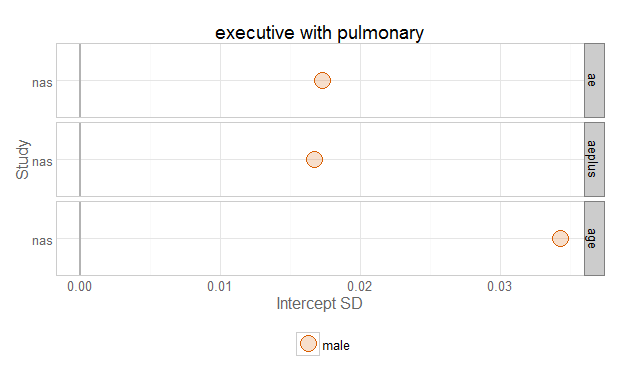 executive with pulmonary
Study
nas
ae
nas
aeplus
nas
age
0.00 0.01 0.02 0.03
Intercept SD
male